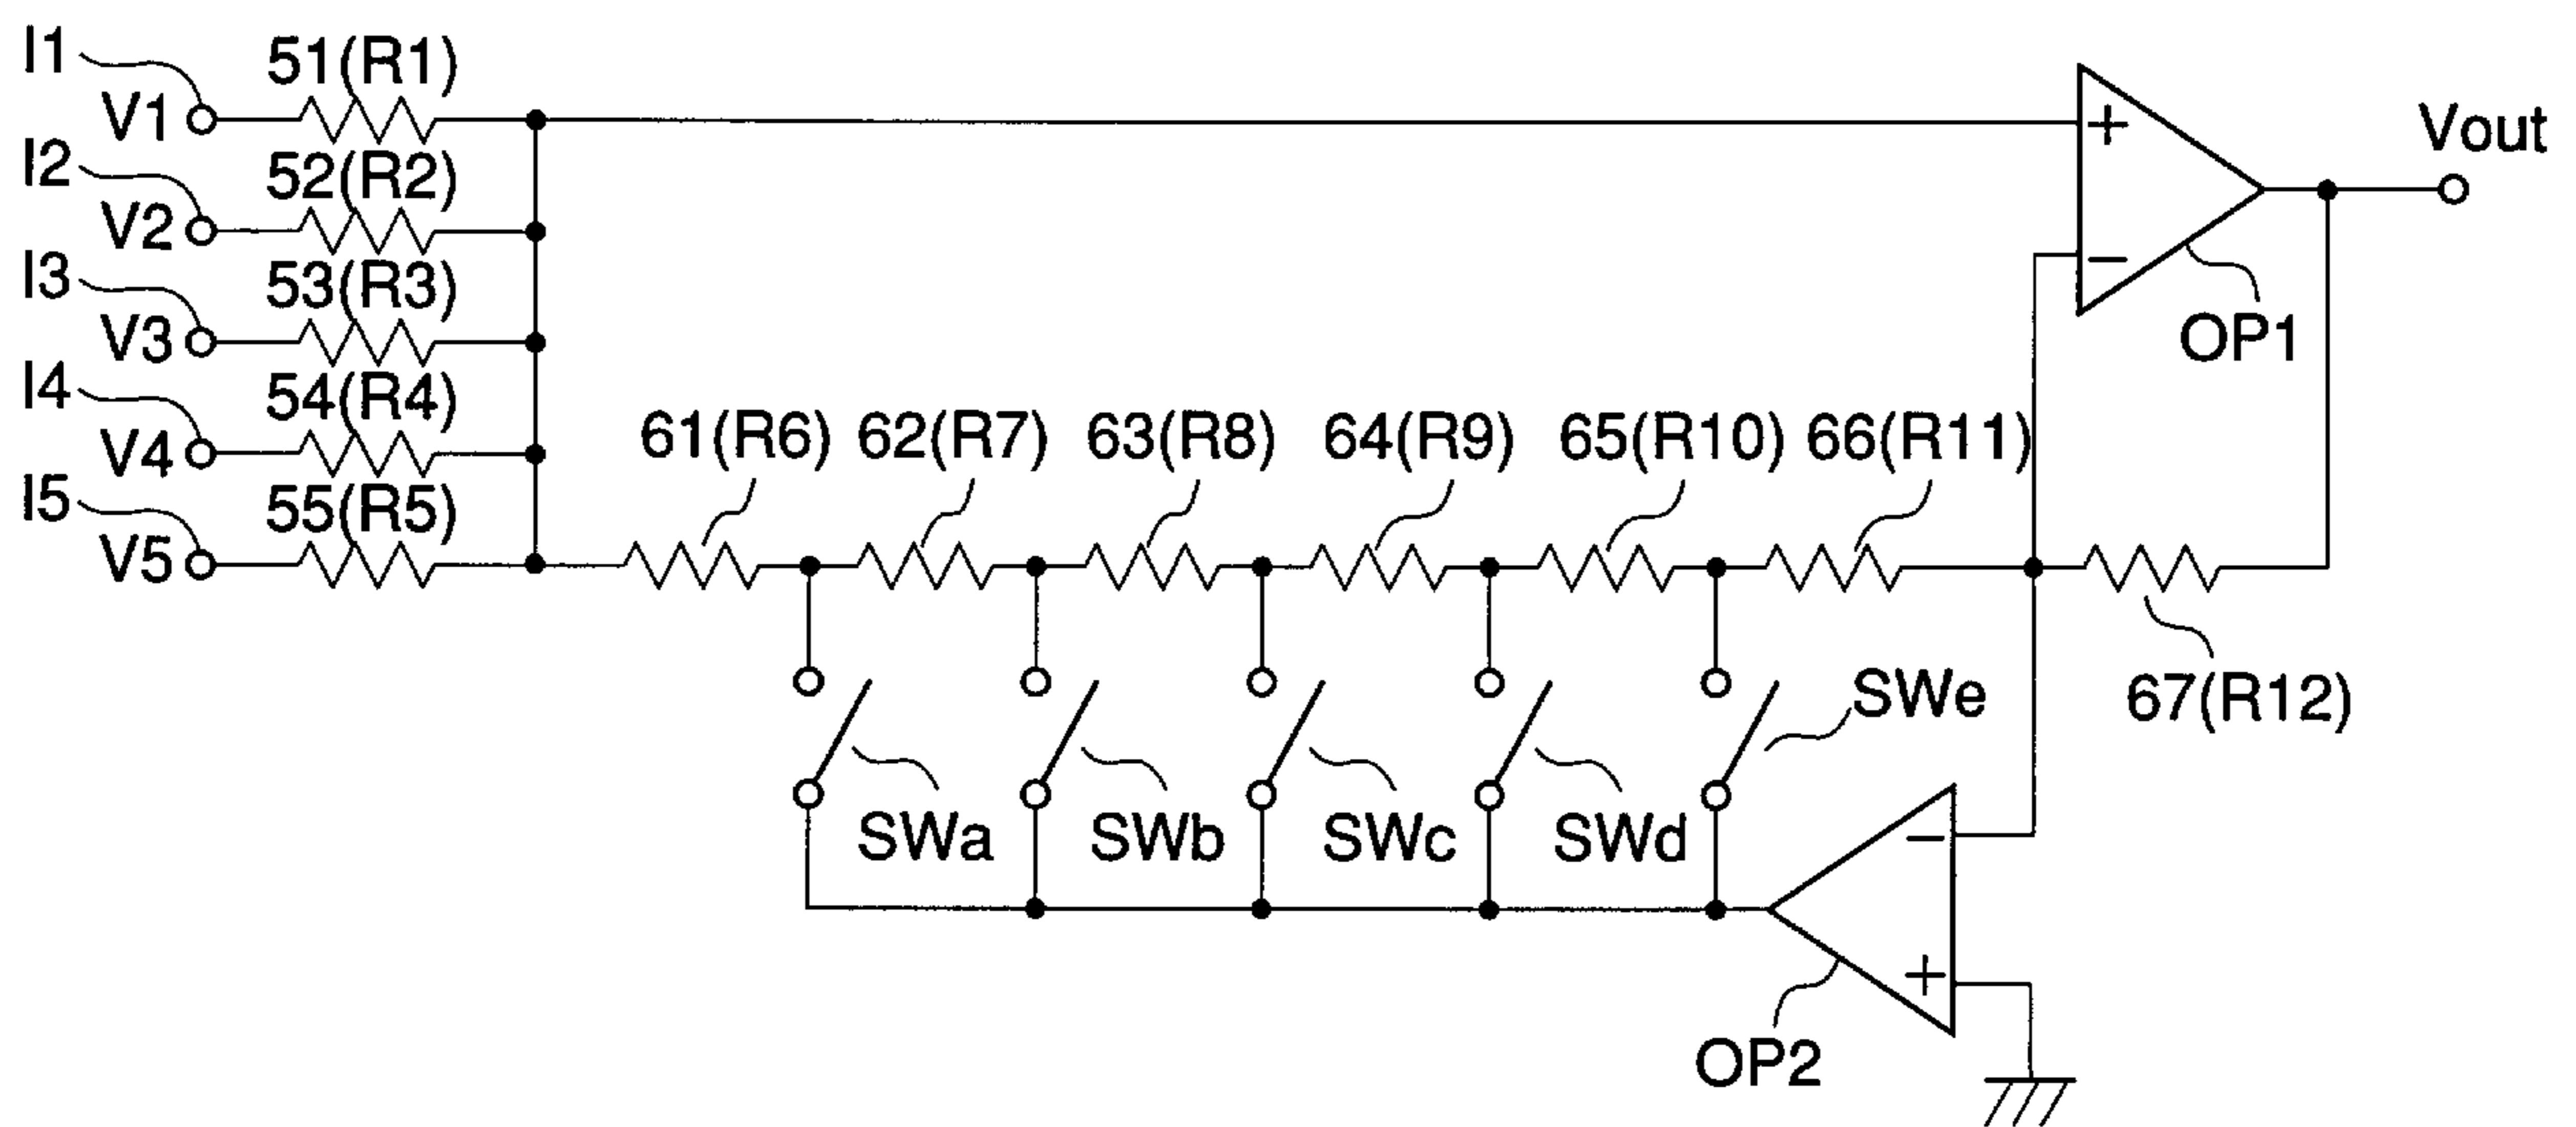 I1
51(R1)
V1
I2
52(R2)
V2
I3
53(R3)
V3
I4
54(R4)
V4
I5
55(R5)
V5
+
−
Vout
OP1
61(R6) 62(R7) 63(R8) 64(R9) 65(R10) 66(R11)
67(R12)
SWa SWb SWc SWd SWe
−
+
OP2